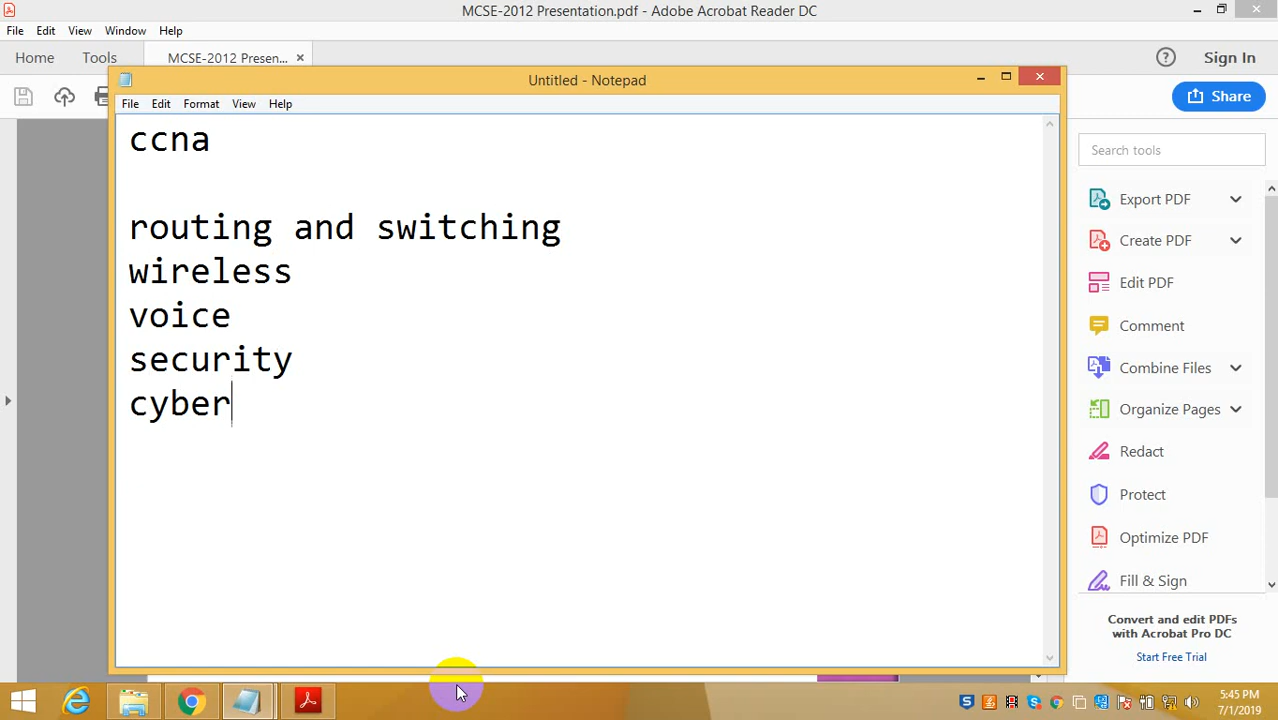 MCSE-2012 Presentation.pdf - Adobe Acrobat Reader DC
File Edit View Window Help
Home Tools MCSE-2012 Presen... ×
Sign In
Share
Untitled - Notepad
File Edit Format View Help
ccna
routing and switching
wireless
voice
security
cyber
Search tools
Export PDF
Create PDF
Edit PDF
Comment
Combine Files
Organize Pages
Redact
Protect
Optimize PDF
Fill & Sign
Convert and edit PDFs
with Acrobat Pro DC
Start Free Trial
5:45 PM
7/1/2019